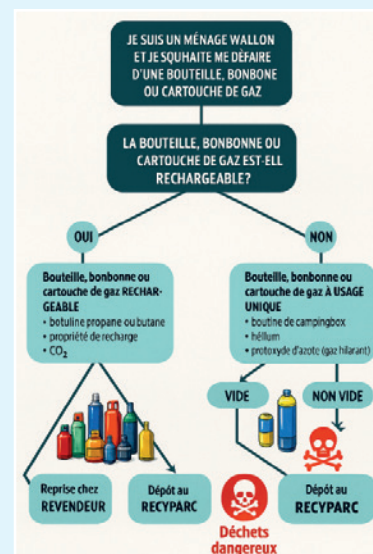 JE SUIS UN MÉNAGE WALLON
ET JE SQUHAITE ME DÉFAIRE
D'UNE BOUTEILLE, BONBONE
OU CARTOUCHE DE GAZ
LA BOUTEILLE, BONBONNE OU
CARTOUCHE DE GAZ EST-ELL
RECHARGEABLE?
OUI
NON
Bouteille, bonbonne ou
cartouche de gaz RECHAR-
GEABLE
• botuline propane ou butane
• propriété de recharge
• CO₂
Bouteille, bonbonne ou
cartouche de gaz À USAGE
UNIQUE
• boutine de campingbox
• héllum
• protoxyde d'azote (gaz hilarant)
VIDE
NON VIDE
Reprise chez
REVENDEUR
Dépôt au
RECYPARC
Déchets
dangereux
Dépôt au
RECYPARC